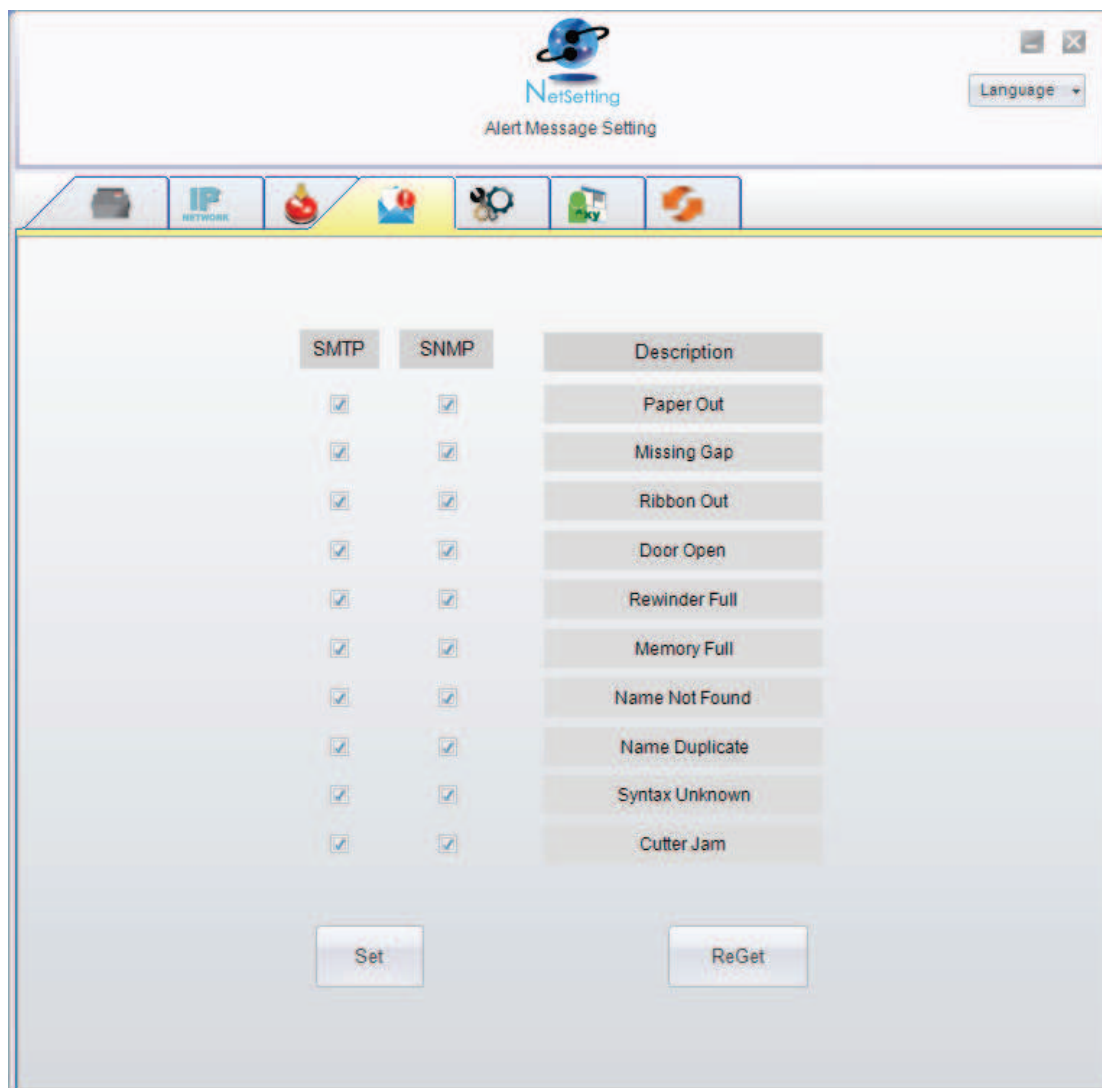 NetSetting
Language
Alert Message Setting
IP
NETWORK
^xy
SMTP SNMP Description
Paper Out
Missing Gap
Ribbon Out
Door Open
Rewinder Full
Memory Full
Name Not Found
Name Duplicate
Syntax Unknown
Cutter Jam
Set ReGet